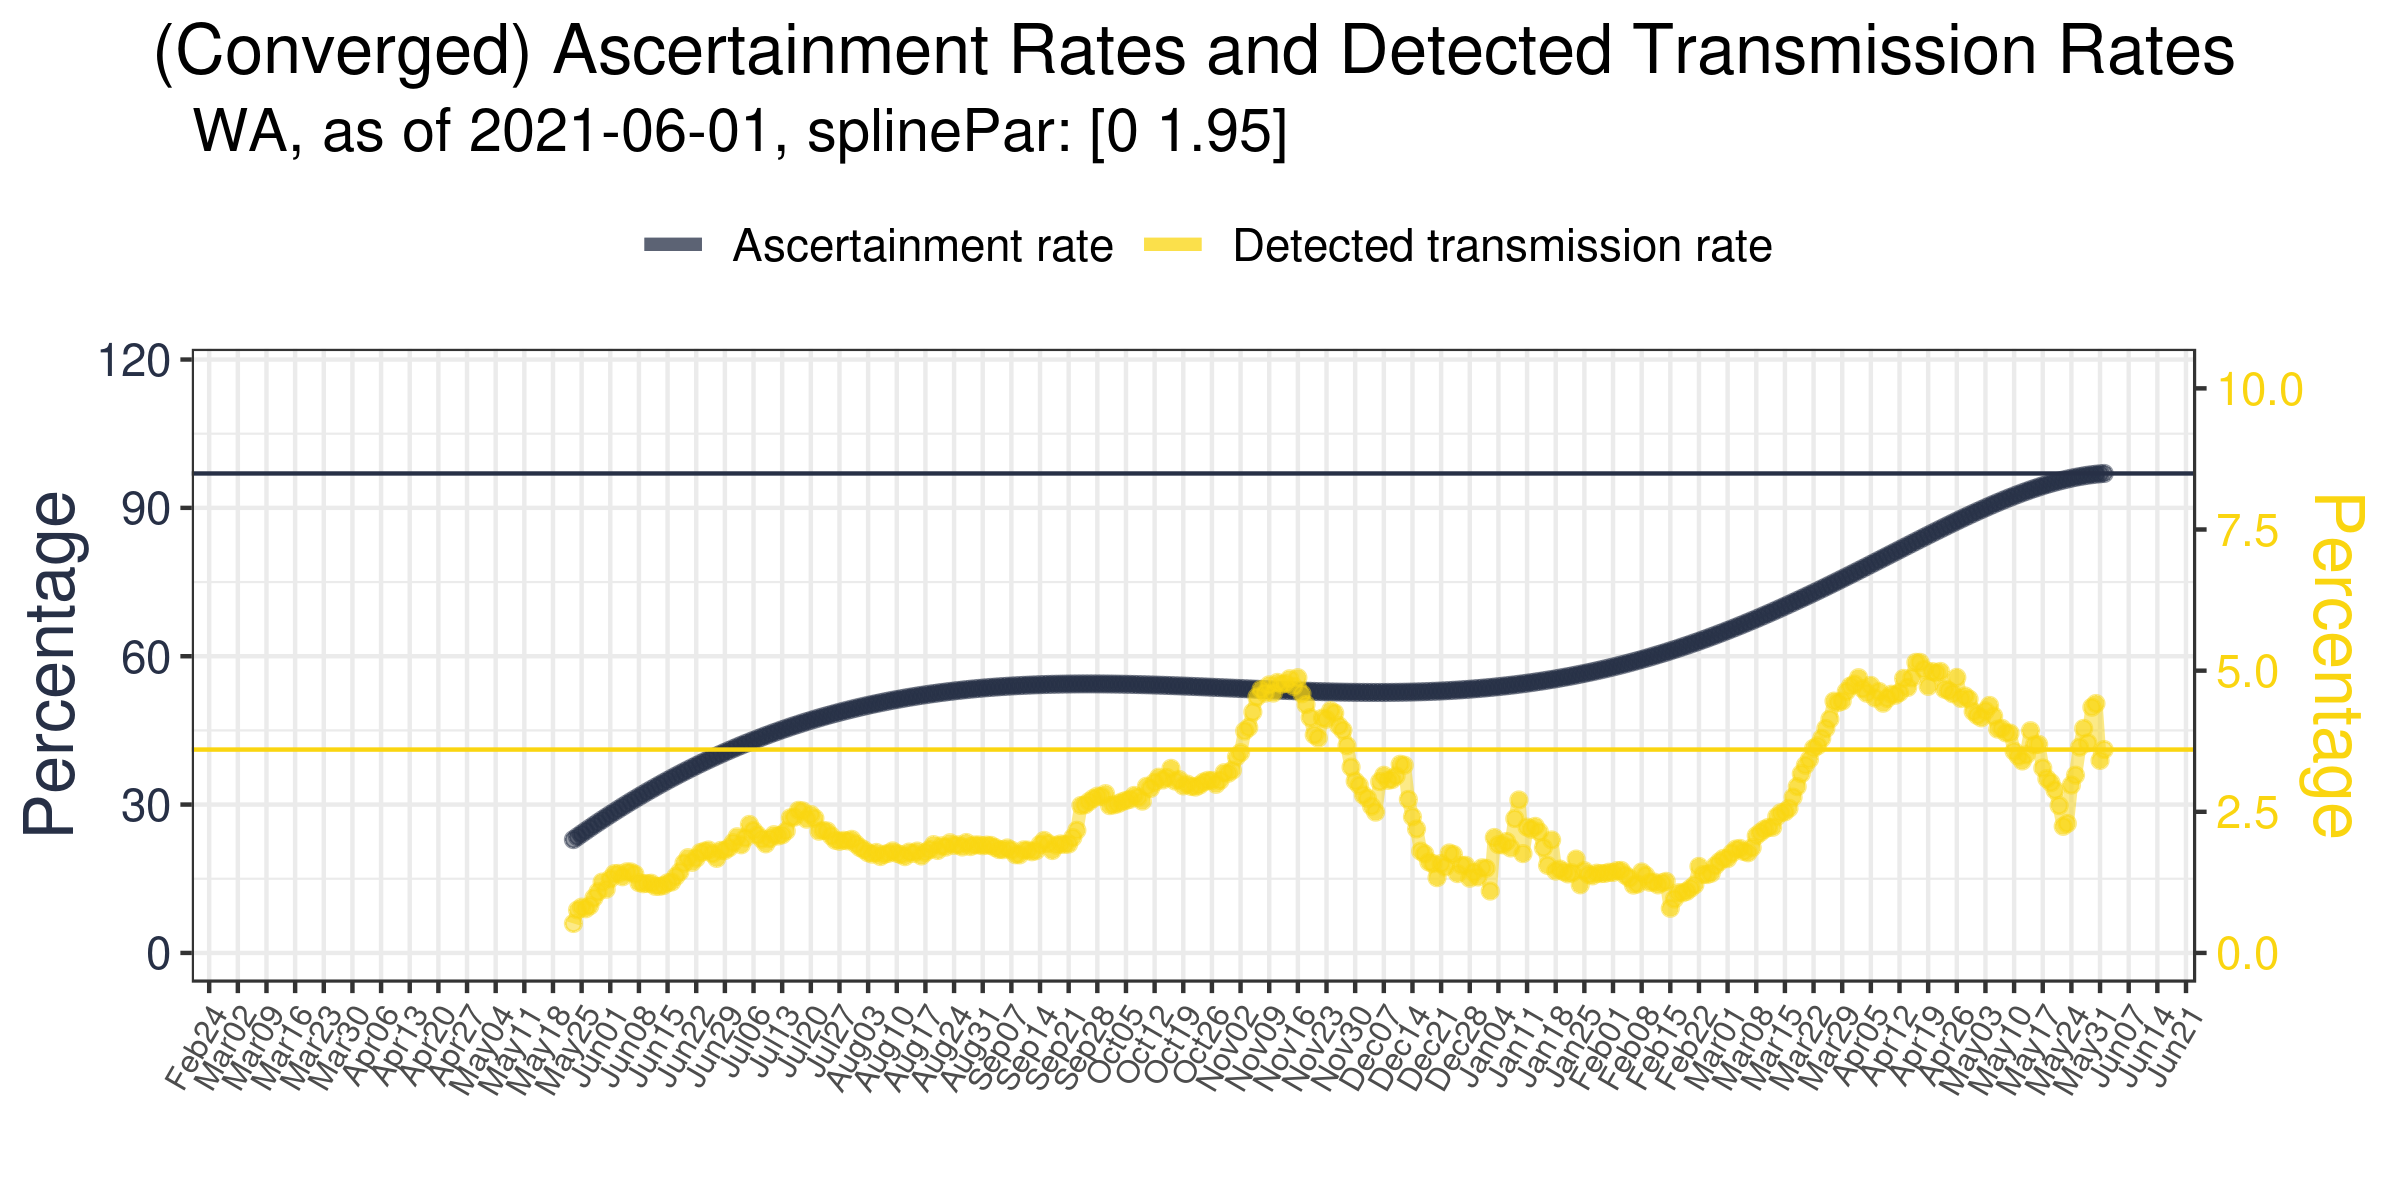 (Converged) Ascertainment Rates and Detected Transmission Rates
WA, as of 2021-06-01, splinePar: [0 1.95]
Ascertainment rate
Detected transmission rate
Percentage
120
90
60
30
0
10.0
7.5
5.0
2.5
0.0
Percentage
Feb24
Mar02
Mar09
Mar16
Mar23
Mar30
Apr06
Apr13
Apr20
Apr27
May04
May11
May18
May25
Jun01
Jun08
Jun15
Jun22
Jun29
Jul06
Jul13
Jul20
Jul27
Aug03
Aug10
Aug17
Aug24
Aug31
Sep07
Sep14
Sep21
Sep28
Oct05
Oct12
Oct19
Oct26
Nov02
Nov09
Nov16
Nov23
Nov30
Dec07
Dec14
Dec21
Dec28
Jan04
Jan11
Jan18
Jan25
Feb01
Feb08
Feb15
Feb22
Mar01
Mar08
Mar15
Mar22
Mar29
Apr05
Apr12
Apr19
Apr26
May03
May10
May17
May24
May31
Jun07
Jun14
Jun21